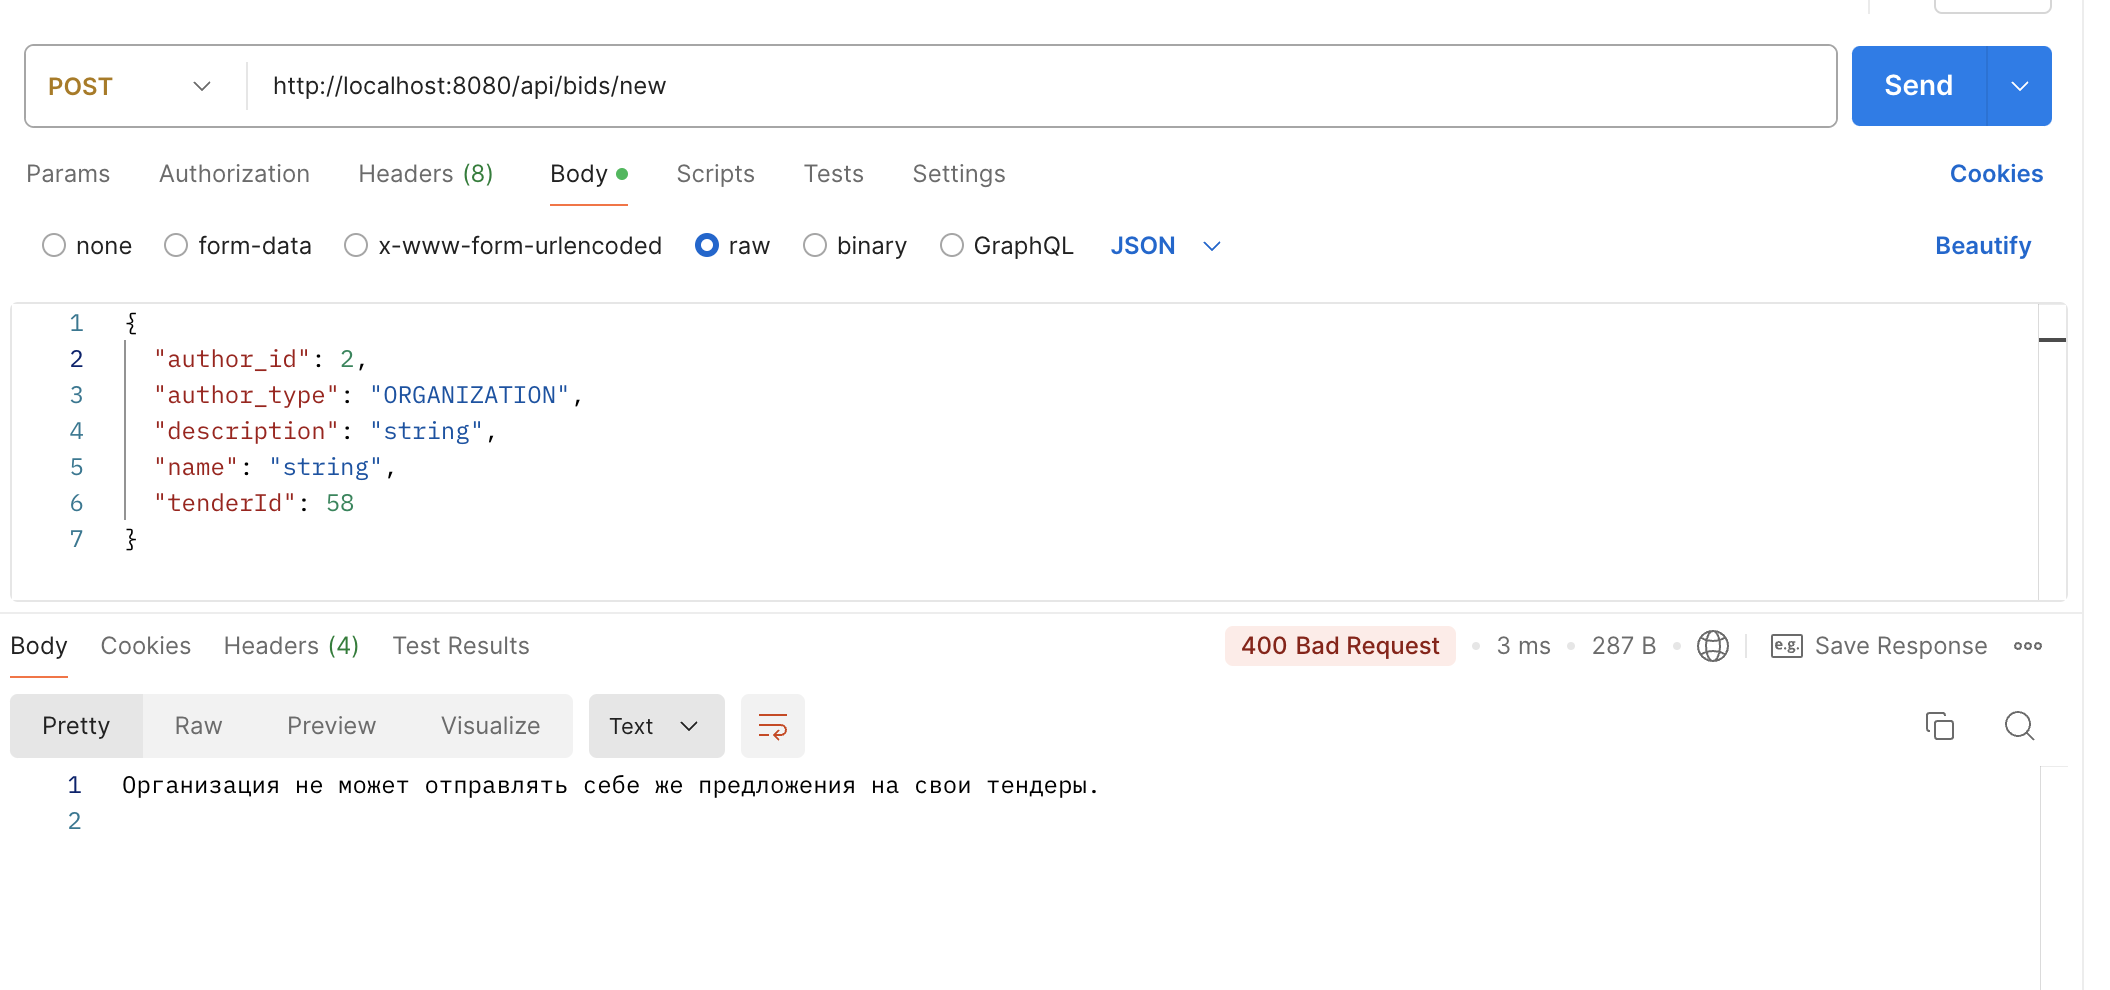 POST http://localhost:8080/api/bids/new Send
Params Authorization Headers (8) Body Scripts Tests Settings Cookies
none form-data x-www-form-urlencoded raw binary GraphQL JSON Beautify
1 {
2 "author_id": 2,
3 "author_type": "ORGANIZATION",
4 "description": "string",
5 "name": "string",
6 "tenderId": 58
7 }
Body Cookies Headers (4) Test Results 400 Bad Request 3 ms 287 B e.g. Save Response
Pretty Raw Preview Visualize Text
1 Организация не может отправлять себе же предложения на свои тендеры.
2